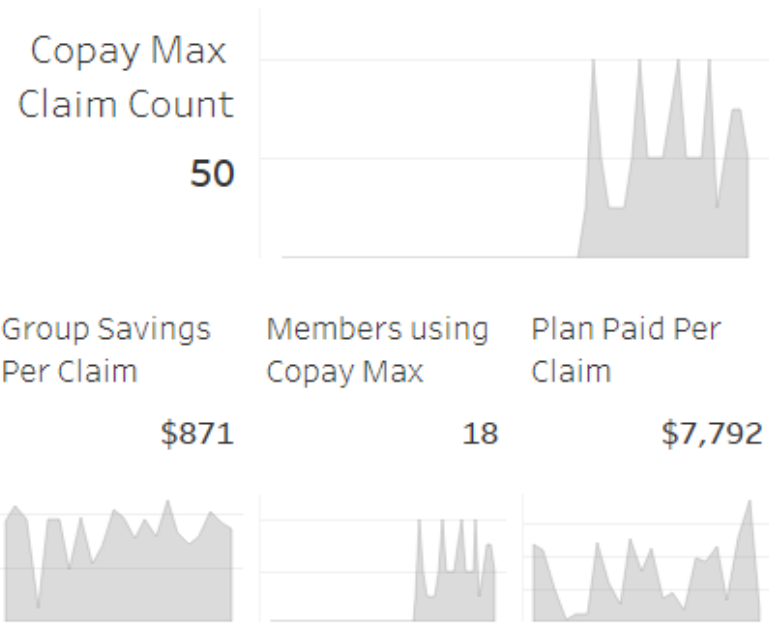 Copay Max
Claim Count
50
Group Savings
Per Claim
$871
Members using
Copay Max
18
Plan Paid Per
Claim
$7,792